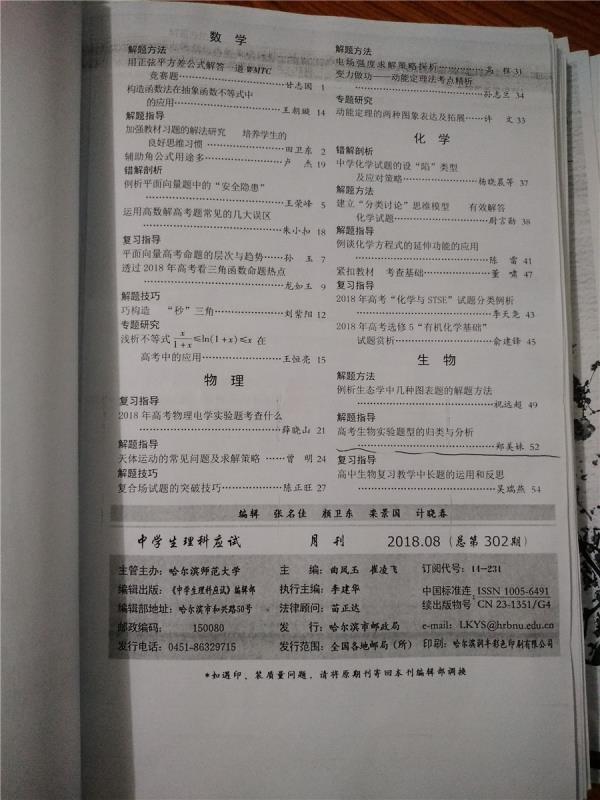 数 学
解题方法
用正弦平方差公式解答一道WMTC
竞赛题……甘志国 1
构造函数法在抽象函数不等式中
的应用……王朝璇 14
解题指导
加强教材习题的解法研究 培养学生的
良好思维习惯……田卫东 2
辅助角公式用途多……卢 杰 19
错解剖析
例析平面向量题中的“安全隐患”
……王荣峰 5
运用高数解高考题常见的几大误区
……朱小扣 18
复习指导
平面向量高考命题的层次与趋势……孙 玉 7
透过2018年高考看三角函数命题热点
……龙如王 9
解题技巧
巧构造 “秒”三角……刘紫阳 12
专题研究
浅析不等式 x/(1+x)≤ln(1+x)≤x 在
高考中的应用……王恒亮 15
物 理
复习指导
2018年高考物理电学实验题考查什么
……薛晓山 21
解题指导
天体运动的常见问题及求解策略……曾 明 24
解题技巧
复合场试题的突破技巧……陈正旺 27
解题方法
电场强度求解策略探析……高 31
变力做功——动能定理法考点精析
……孙志兰 34
专题研究
动能定理的两种图象表达及拓展……许 文 33
化 学
错解剖析
中学化学试题的设“陷”类型
及应对策略……杨晓晨等 37
解题方法
建立“分类讨论”思维模型 有效解答
化学试题……尉言勋 38
解题指导
例谈化学方程式的延伸功能的应用
……陈 雷 41
紧扣教材 考查基础……董 啸 47
复习指导
2018年高考“化学与STSE”试题分类例析
……李天尧 43
2018年高考选修5“有机化学基础”
试题赏析……俞建锋 45
生 物
解题方法
例析生态学中几种图表题的解题方法
……祝远超 49
解题指导
高考生物实验题型的归类与分析
……郑美妹 52
复习指导
高中生物复习教学中长题的运用和反思
……吴瑞燕 54
编辑 张名佳 颜卫东 栾景国 计晓春
中学生理科应试 月刊 2018.08（总第302期）
主管主办：哈尔滨师范大学
编辑出版：《中学生理科应试》编辑部
编辑部地址：哈尔滨市和兴路50号
邮政编码：150080
发行电话：0451-86329715
主 编：曲凤玉 崔凌飞
执行主编：李建华
法律顾问：苗正达
发 行：哈尔滨市邮政局
发行范围：全国各地邮局（所）
订阅代号：14-231
中国标准连续出版物号：ISSN 1005-6491
CN 23-1351/G4
e-mail：LKYS@hrbnu.edu.cn
印刷：哈尔滨润丰彩色印刷有限公司
*如遇印、装质量问题，请将原期刊寄回本刊编辑部调换